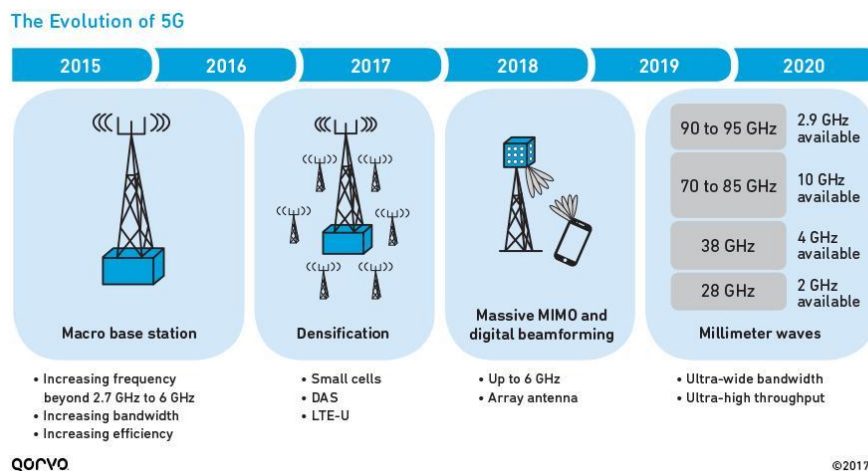 The Evolution of 5G
2015
2016
2017
2018
2019
2020
Macro base station
• Increasing frequency
beyond 2.7 GHz to 6 GHz
• Increasing bandwidth
• Increasing efficiency
Densification
• Small cells
• DAS
• LTE-U
Massive MIMO and
digital beamforming
• Up to 6 GHz
• Array antenna
90 to 95 GHz
2.9 GHz
available
70 to 85 GHz
10 GHz
available
38 GHz
4 GHz
available
28 GHz
2 GHz
available
Millimeter waves
• Ultra-wide bandwidth
• Ultra-high throughput
QORVO
©2017